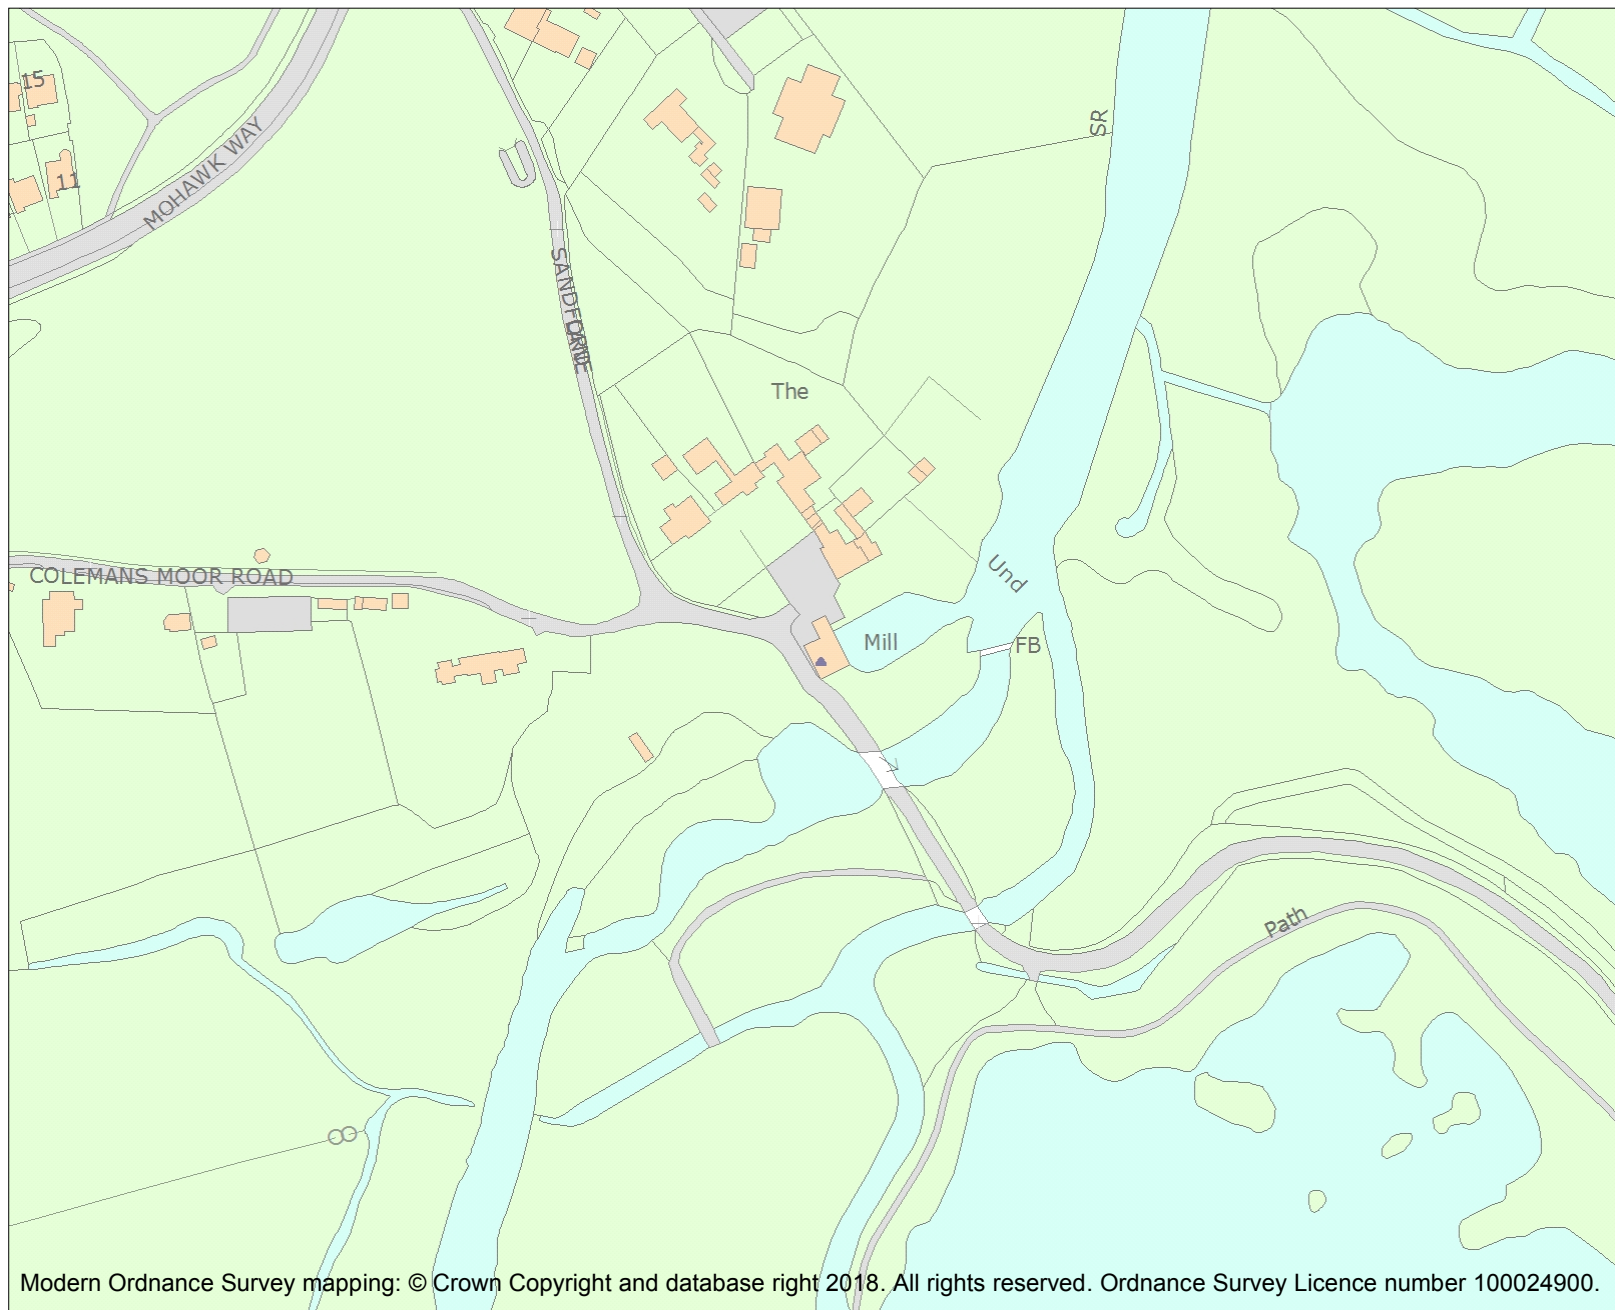 15
MOHAWK WAY
11
SR
SANDFORD
LANE
The
COLEMANS MOOR ROAD
Und
Mill
FB
Path
Modern Ordnance Survey mapping: © Crown Copyright and database right 2018. All rights reserved. Ordnance Survey Licence number 100024900.